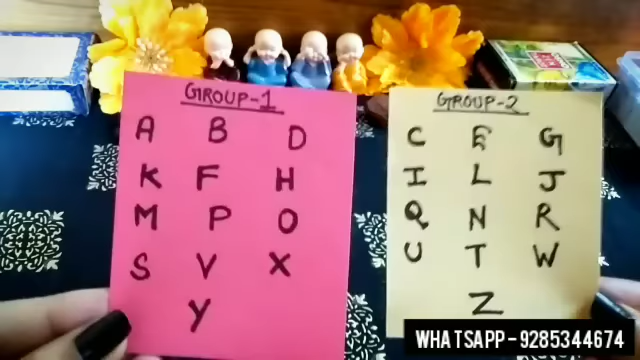 GROUP-1
A B D
K F H
M P O
S V X
Y
GROUP-2
C E G
I L J
Q N R
U T W
Z
WHATSAPP-9285344674